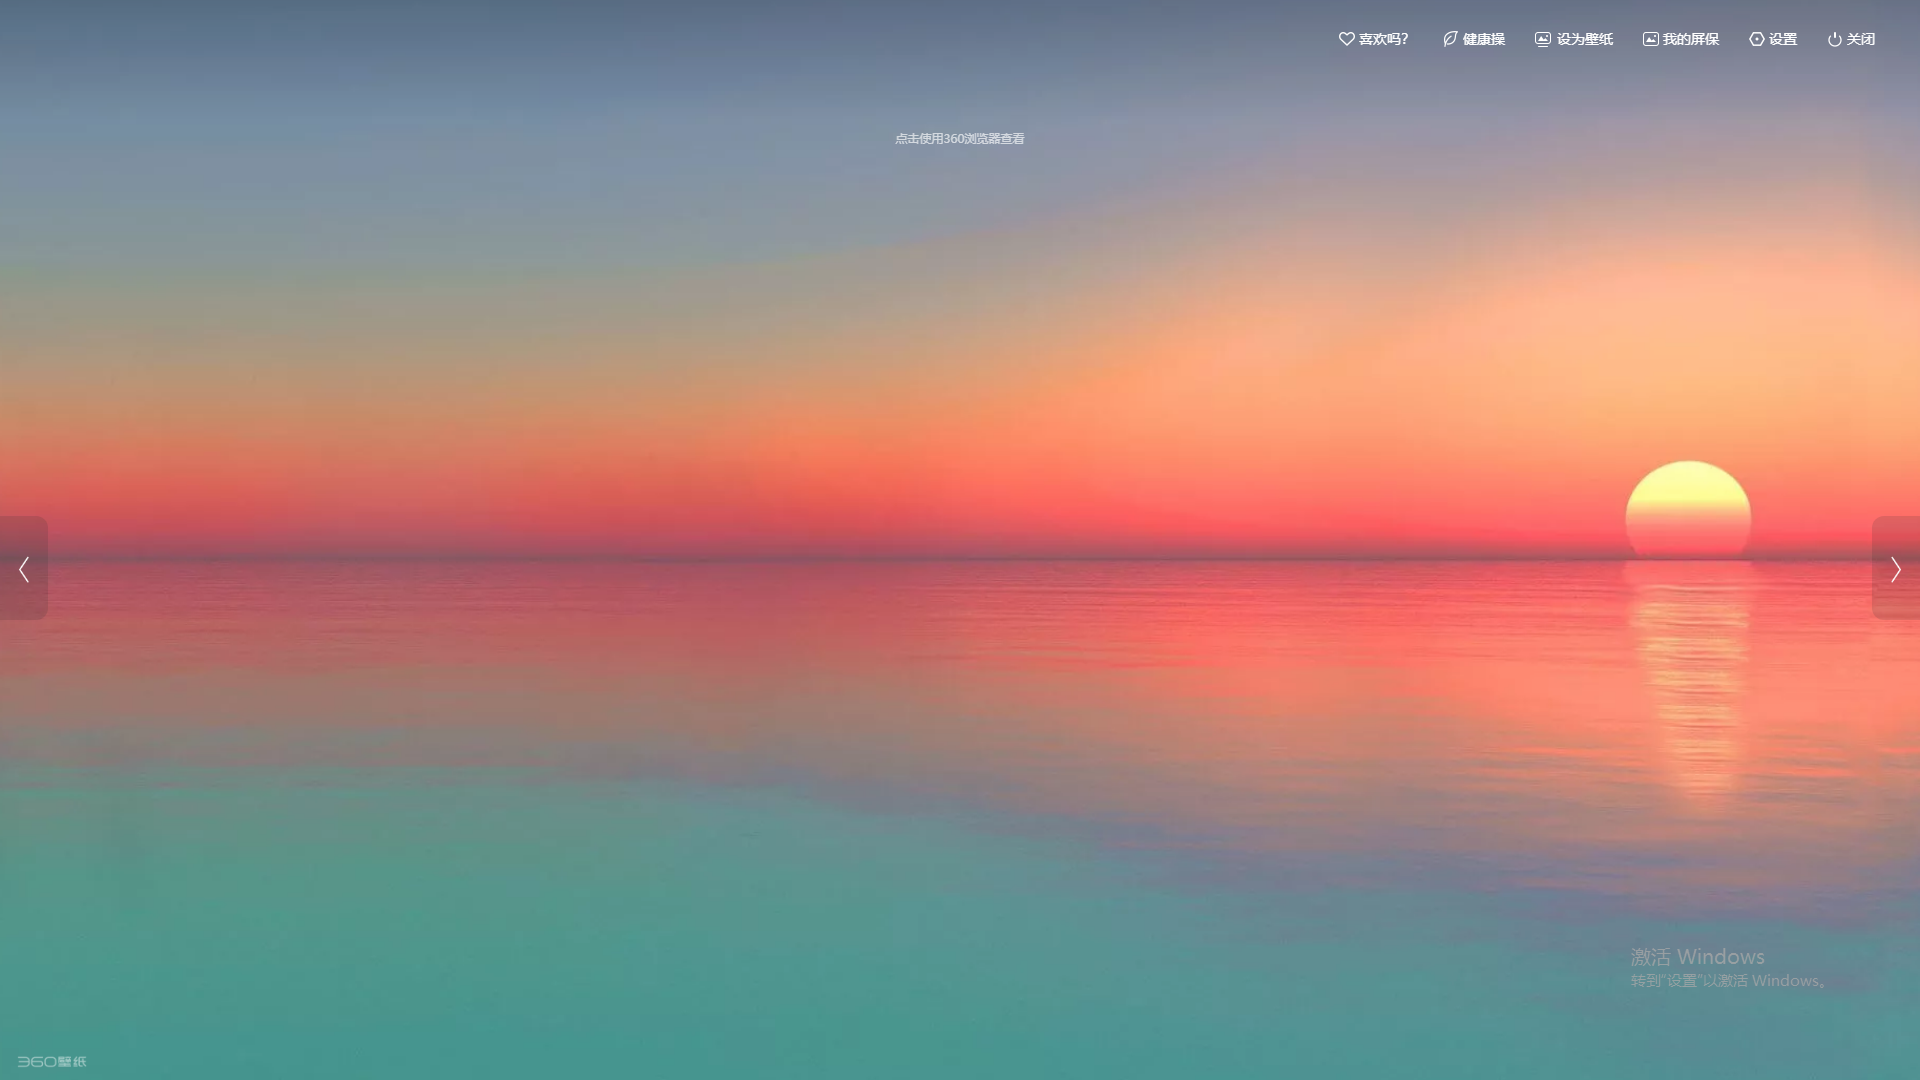 喜欢吗?
健康操
设为壁纸
我的屏保
设置
关闭
点击使用360浏览器查看
激活 Windows
转到"设置"以激活 Windows。
360壁纸